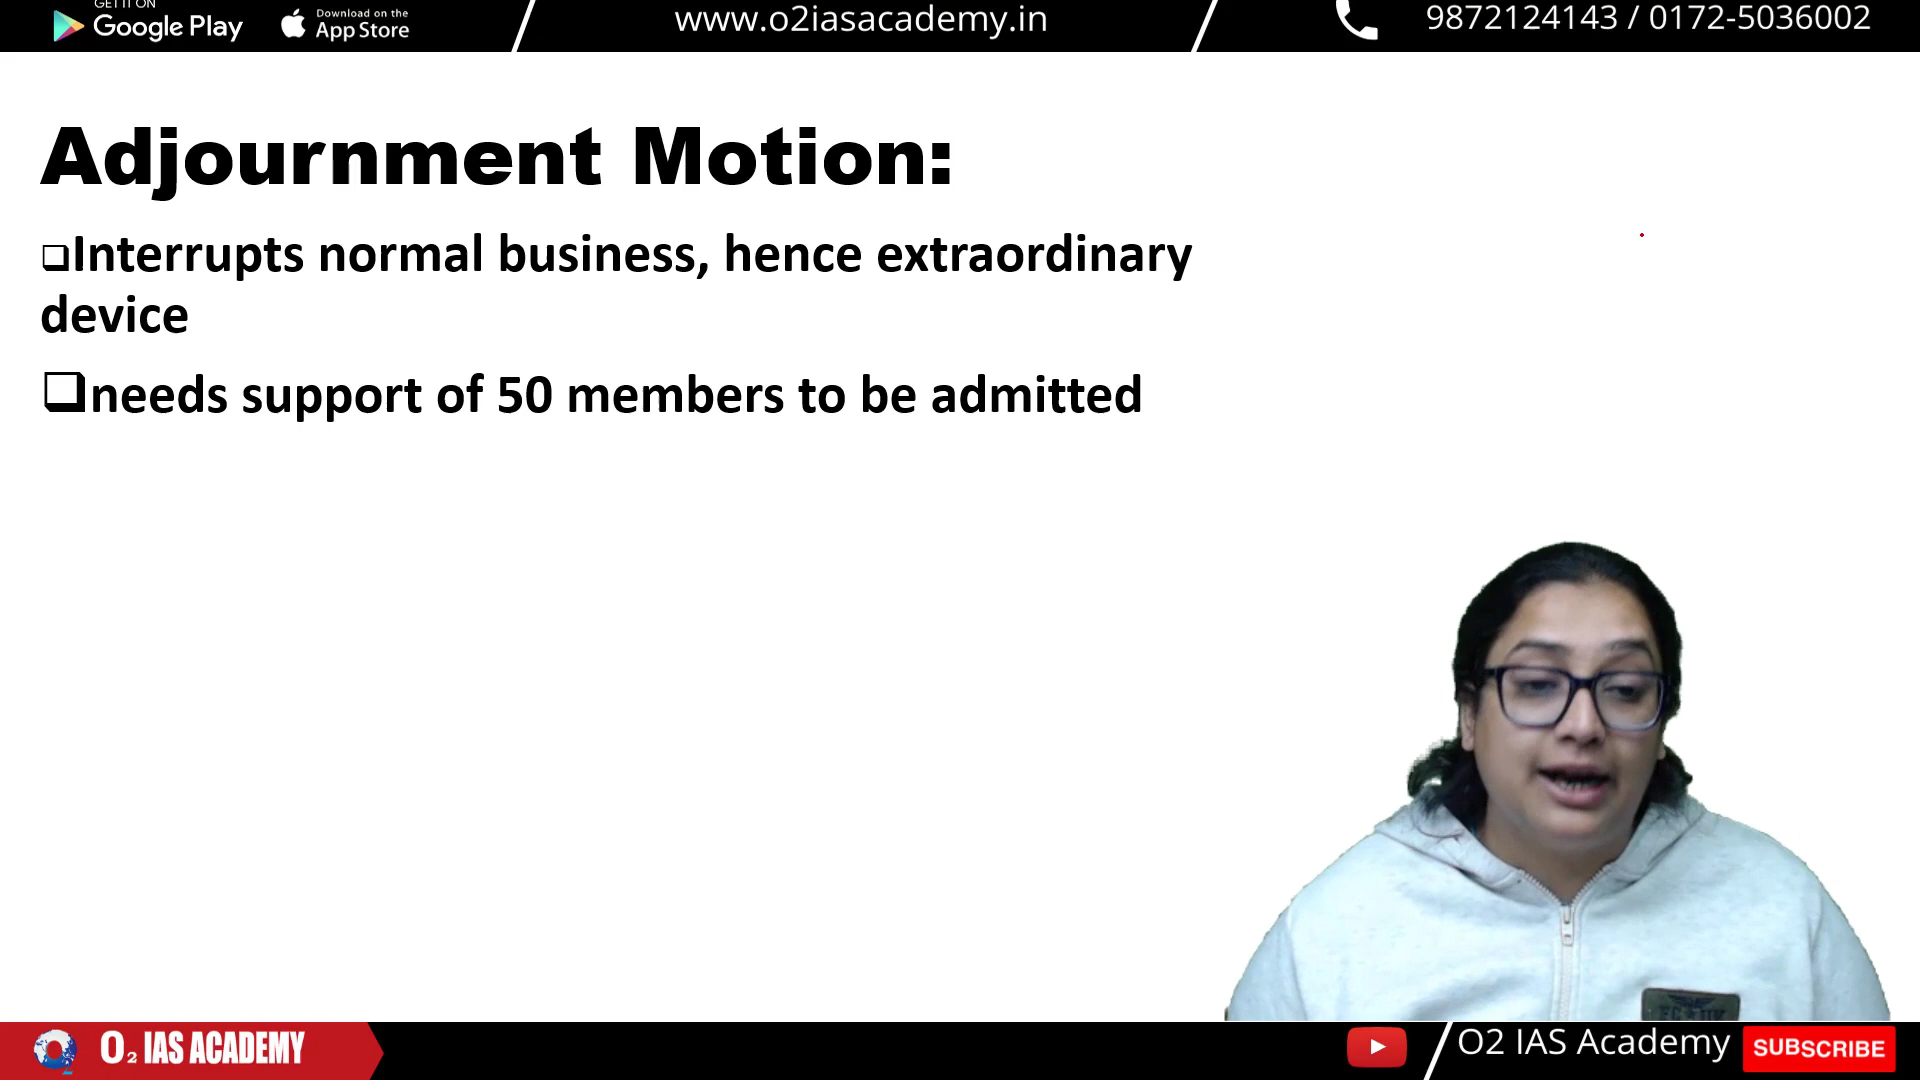 GET IT ON
Google Play
Download on the
App Store
www.o2iasacademy.in
9872124143 / 0172-5036002
Adjournment Motion:
❑Interrupts normal business, hence extraordinary
device
❑needs support of 50 members to be admitted
O₂ IAS ACADEMY
O2 IAS Academy
SUBSCRIBE